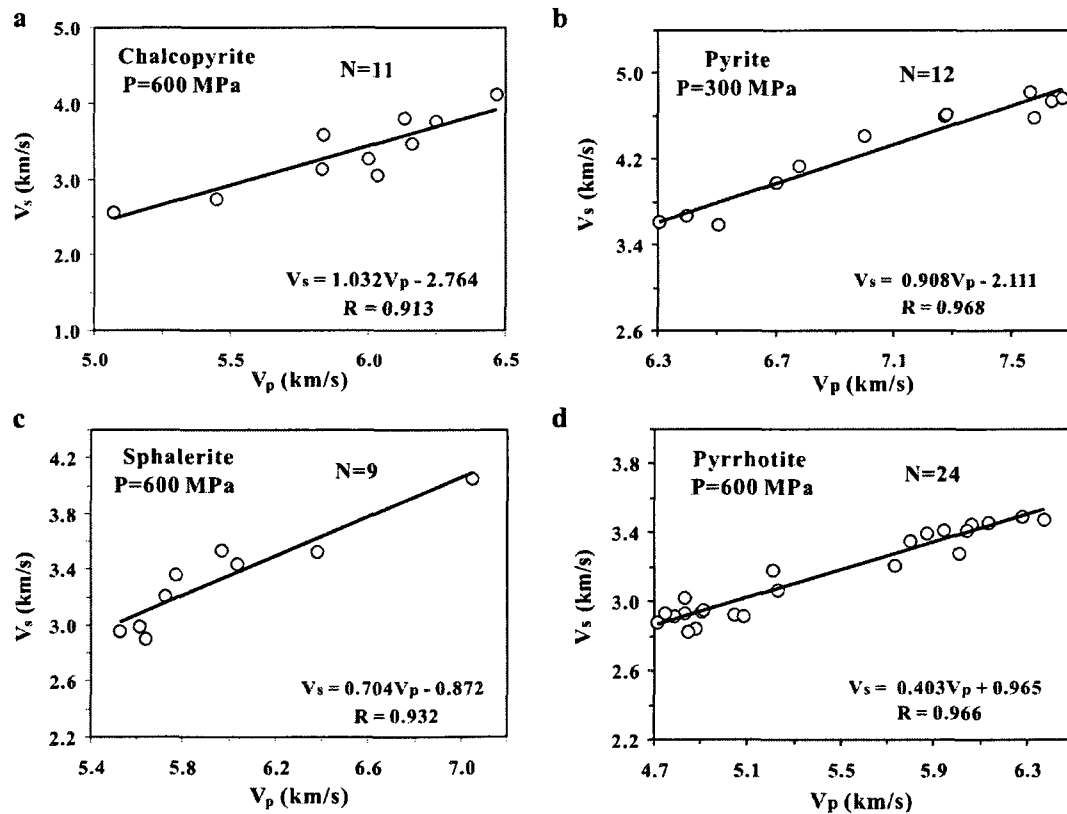 a
Chalcopyrite
P=600 MPa
N=11
5.0
4.0
3.0
2.0
1.0
Vs (km/s)
Vs = 1.032Vp - 2.764
R = 0.913
5.0 5.5 6.0 6.5
Vp (km/s)
b
Pyrite
P=300 MPa
N=12
5.0
4.2
3.4
2.6
Vs (km/s)
Vs = 0.908Vp - 2.111
R = 0.968
6.3 6.7 7.1 7.5
Vp (km/s)
c
Sphalerite
P=600 MPa
N=9
4.2
3.8
3.4
3.0
2.6
2.2
Vs (km/s)
Vs = 0.704Vp - 0.872
R = 0.932
5.4 5.8 6.2 6.6 7.0
Vp (km/s)
d
Pyrrhotite
P=600 MPa
N=24
3.8
3.4
3.0
2.6
2.2
Vs (km/s)
Vs = 0.403Vp + 0.965
R = 0.966
4.7 5.1 5.5 5.9 6.3
Vp (km/s)